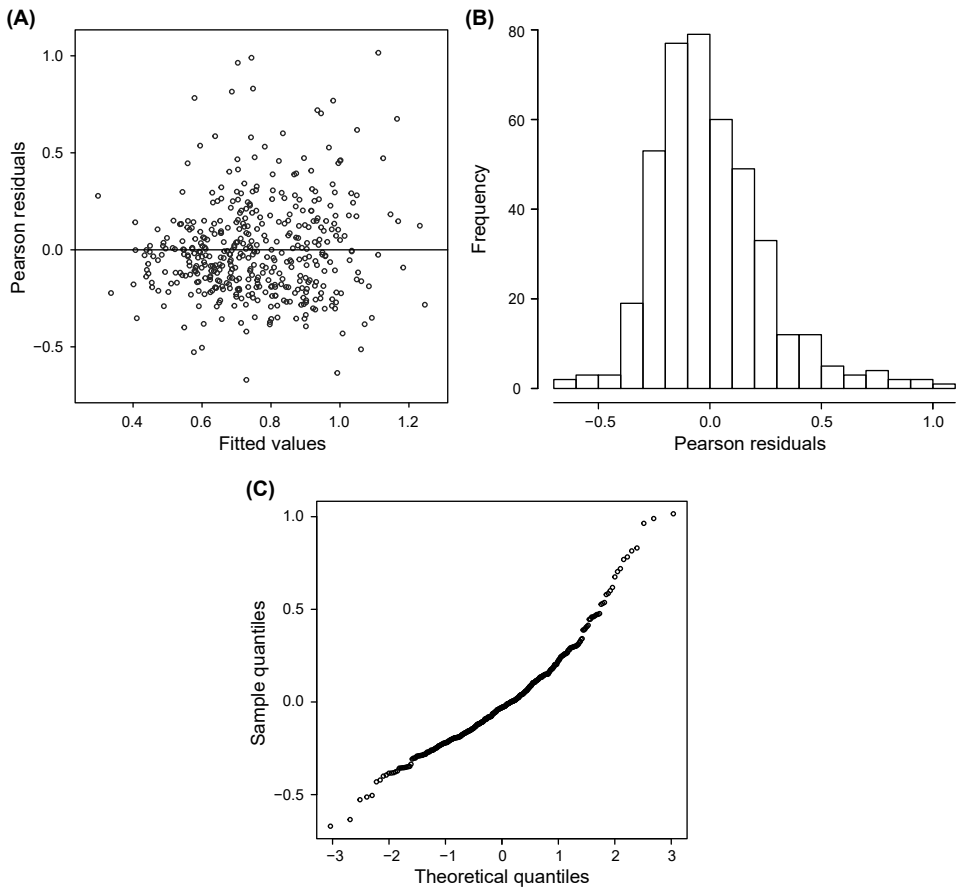 (A)
Pearson residuals
1.0
0.5
0.0
−0.5
0.4 0.6 0.8 1.0 1.2
Fitted values
(B)
Frequency
80
60
40
20
0
−0.5 0.0 0.5 1.0
Pearson residuals
(C)
Sample quantiles
1.0
0.5
0.0
−0.5
−3 −2 −1 0 1 2 3
Theoretical quantiles